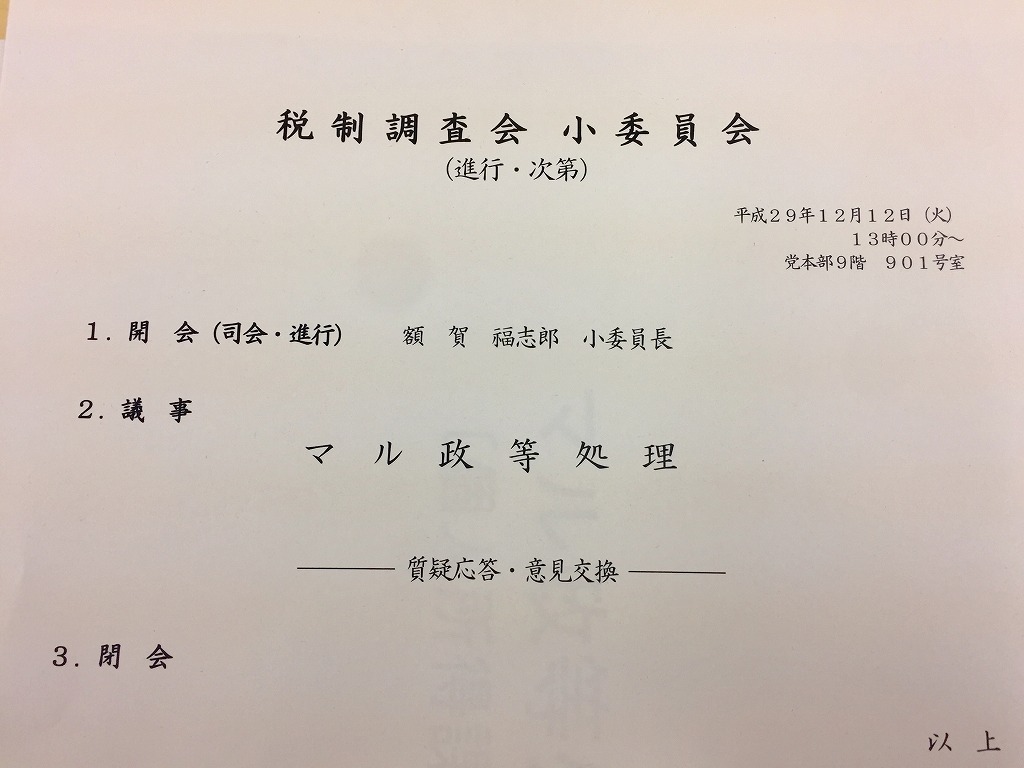 税制調査会 小委員会
（進行・次第）
平成２９年１２月１２日（火）
１３時００分～
党本部９階　９０１号室
１．開　会（司会・進行）　　額　賀　福志郎　小委員長
２．議　事
マ　ル　政　等　処　理
――――　質疑応答・意見交換　――――
３．閉　会
以　上